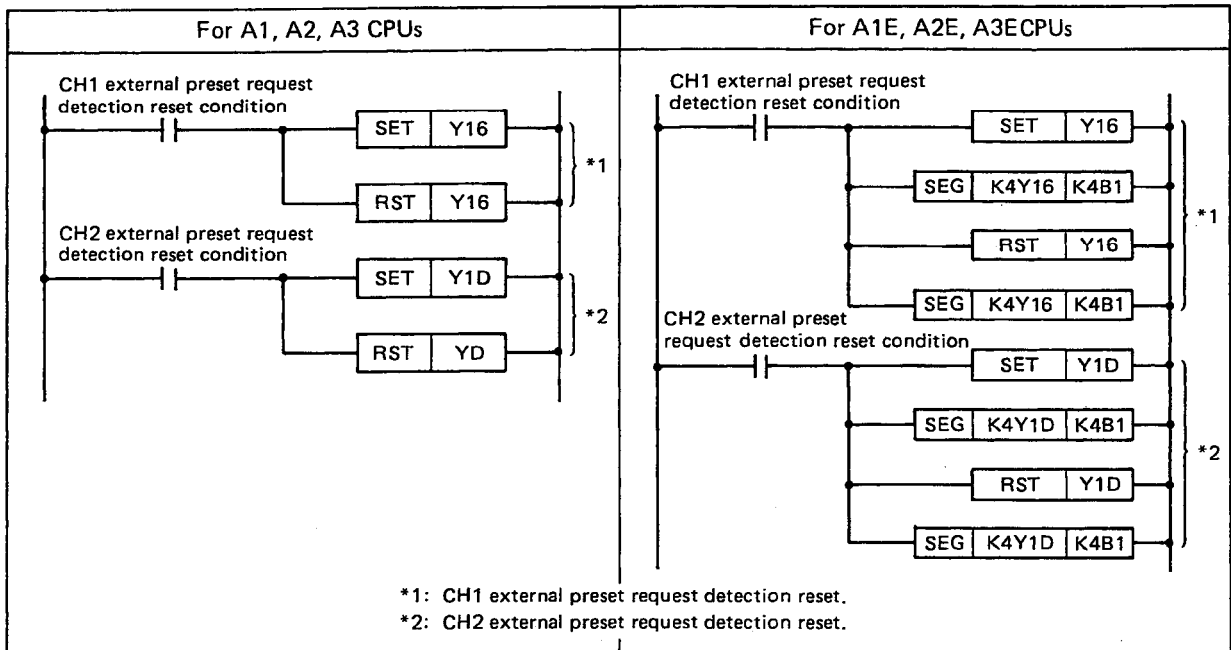 For A1, A2, A3 CPUs
CH1 external preset request
detection reset condition
SET Y16
RST Y16
*1
CH2 external preset request
detection reset condition
SET Y1D
RST YD
*2
For A1E, A2E, A3ECPUs
CH1 external preset request
detection reset condition
SET Y16
SEG K4Y16 K4B1
RST Y16
SEG K4Y16 K4B1
*1
CH2 external preset
request detection reset condition
SET Y1D
SEG K4Y1D K4B1
RST Y1D
SEG K4Y1D K4B1
*2
*1: CH1 external preset request detection reset.
*2: CH2 external preset request detection reset.